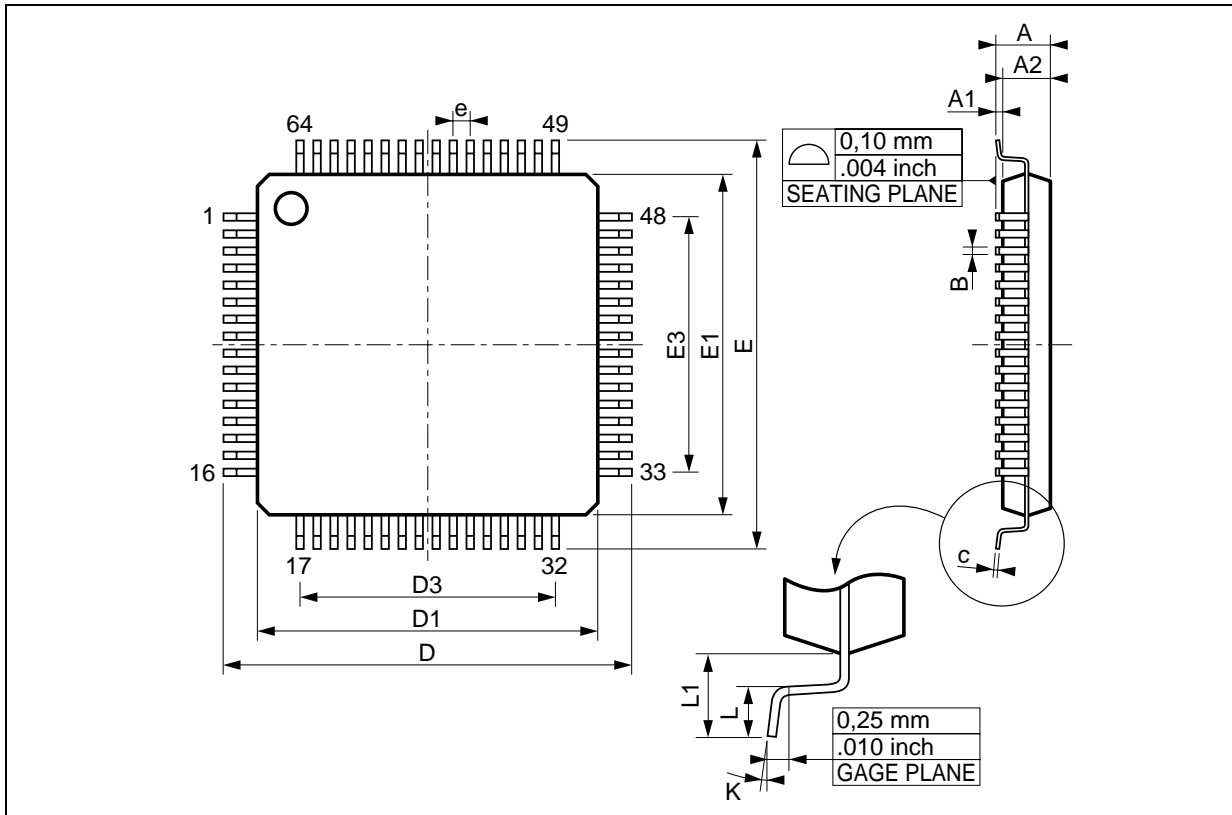 A
A2
A1
e
64
49
0,10 mm
.004 inch
SEATING PLANE
1
48
B
E3
E1
E
16
33
17
32
c
D3
D1
D
L1
L
0,25 mm
.010 inch
GAGE PLANE
K